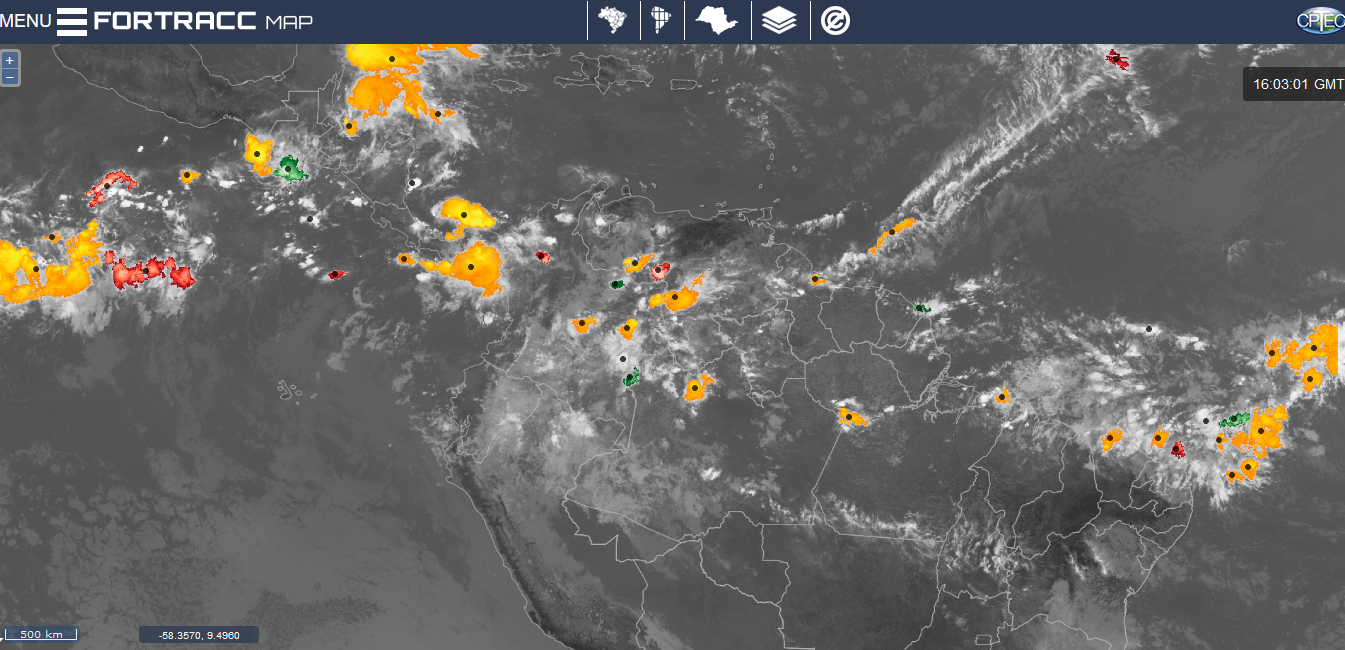 MENU FORTRACC MAP
CPTEC
+
16:03:01 GMT
−
500 km
-58.3570, 9.4960